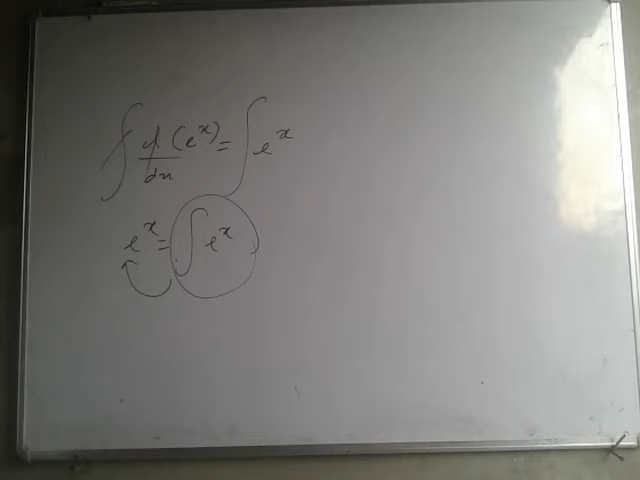 ∫ d/dx (e^x) = ∫ e^x
e^x = ∫ e^x